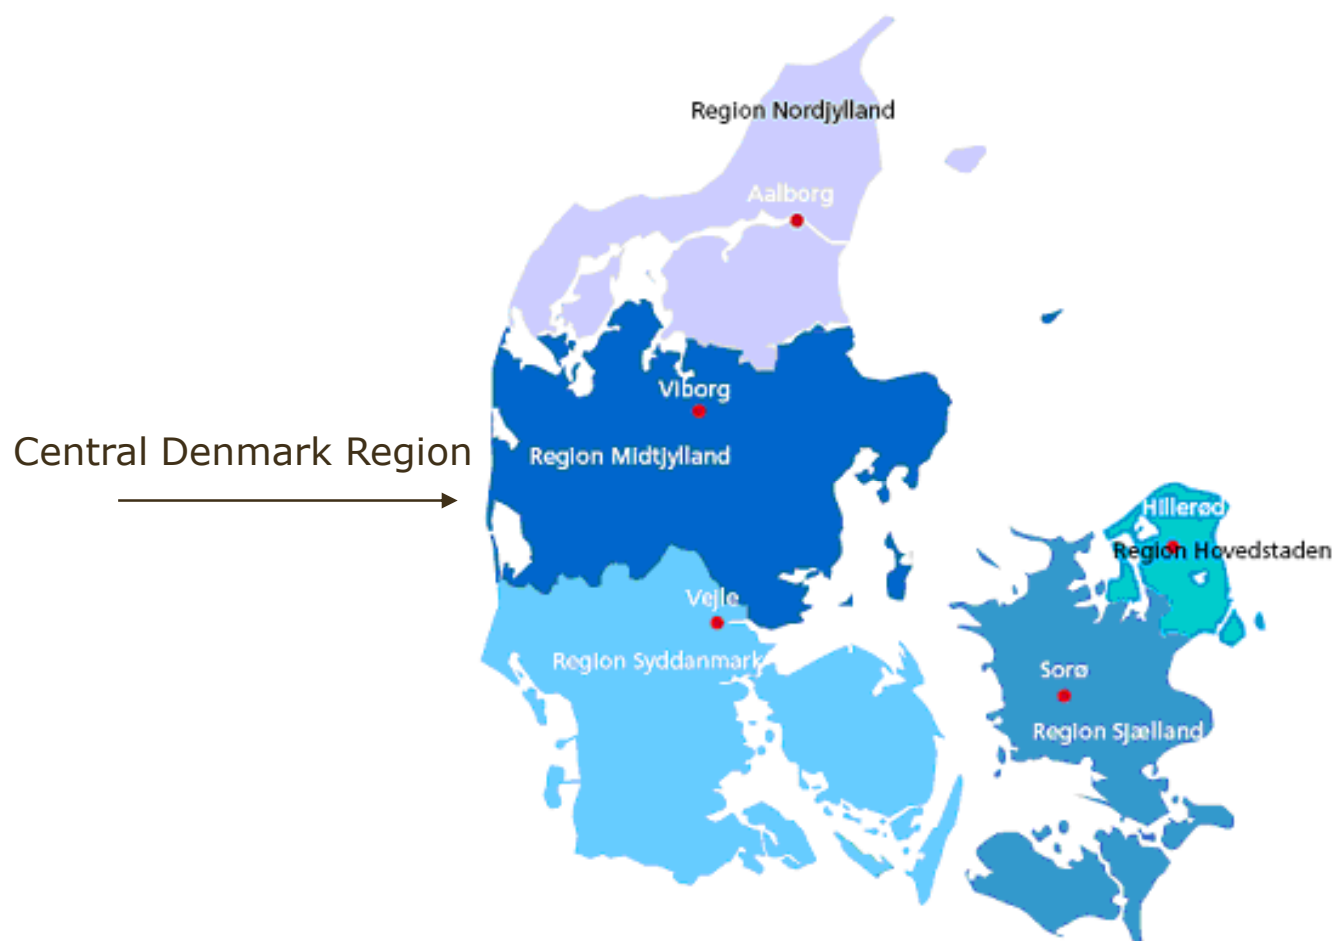 Region Nordjylland
Aalborg
Viborg
Central Denmark Region
Region Midtjylland
Hillerød
Region Hovedstaden
Vejle
Region Syddanmark
Sorø
Region Sjælland